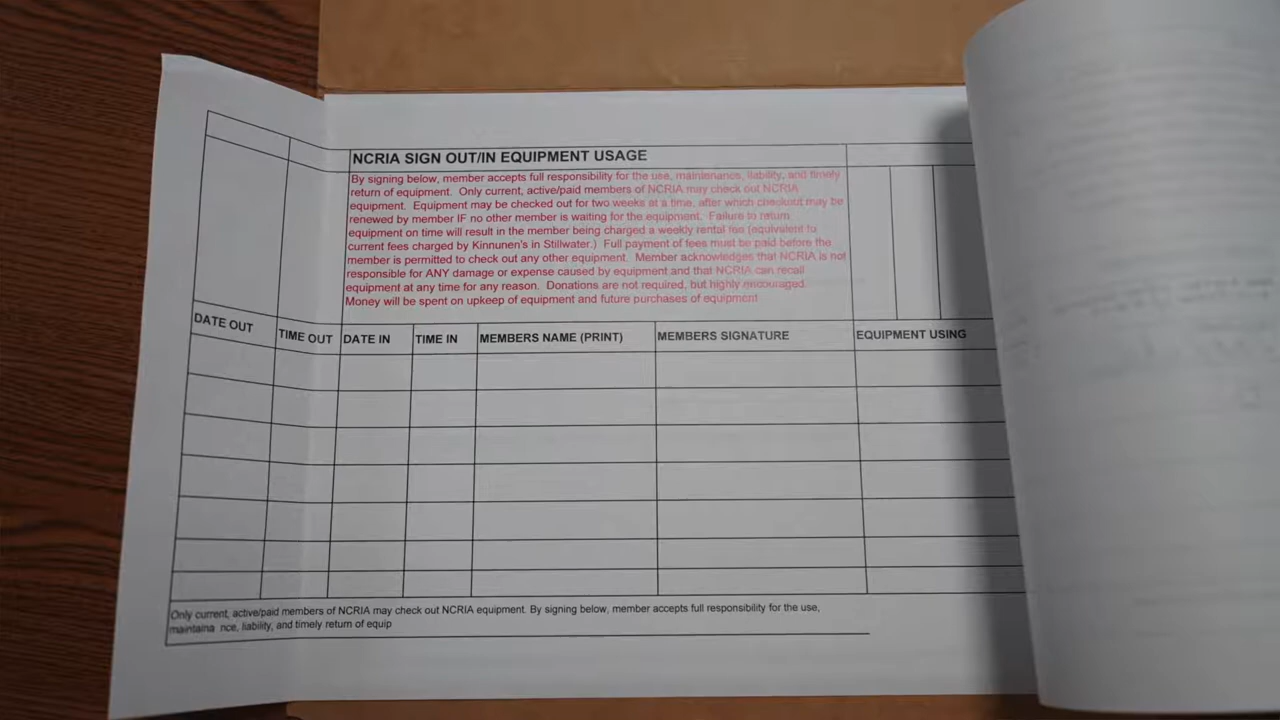 NCRIA SIGN OUT/IN EQUIPMENT USAGE
By signing below, member accepts full responsibility for the use, maintenance, liability, and timely
return of equipment. Only current, active/paid members of NCRIA may check out NCRIA
equipment. Equipment may be checked out for two weeks at a time, after which checkout may be
renewed by member IF no other member is waiting for the equipment. Failure to return
equipment on time will result in the member being charged a weekly rental fee (equivalent to
current fees charged by Kinnunen's in Stillwater.) Full payment of fees must be paid before the
member is permitted to check out any other equipment. Member acknowledges that NCRIA is not
responsible for ANY damage or expense caused by equipment and that NCRIA can recall
equipment at any time for any reason. Donations are not required, but highly encouraged.
Money will be spent on upkeep of equipment and future purchases of equipment
DATE OUT TIME OUT DATE IN TIME IN MEMBERS NAME (PRINT) MEMBERS SIGNATURE EQUIPMENT USING
Only current, active/paid members of NCRIA may check out NCRIA equipment. By signing below, member accepts full responsibility for the use,
maintaina nce, liability, and timely return of equip